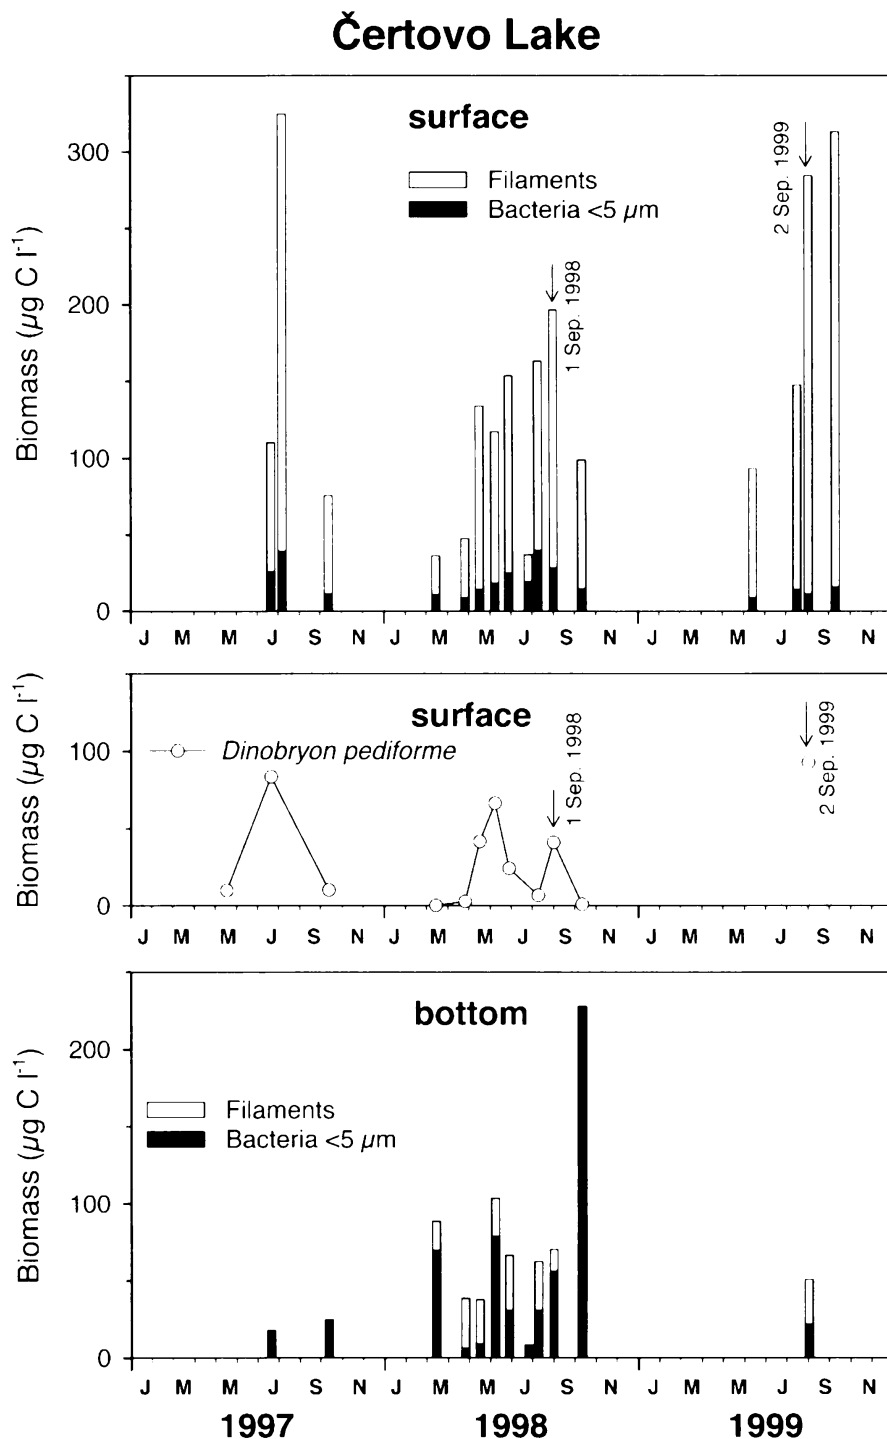 Čertovo Lake
surface
Filaments
Bacteria <5 µm
1 Sep. 1998
2 Sep. 1999
Biomass (µg C l⁻¹)
300
200
100
0
J M M J S N J M M J S N J M M J S N
surface
Dinobryon pediforme
1 Sep. 1998
2 Sep. 1999
Biomass (µg C l⁻¹)
100
0
J M M J S N J M M J S N J M M J S N
bottom
Filaments
Bacteria <5 µm
Biomass (µg C l⁻¹)
200
100
0
J M M J S N J M M J S N J M M J S N
1997 1998 1999